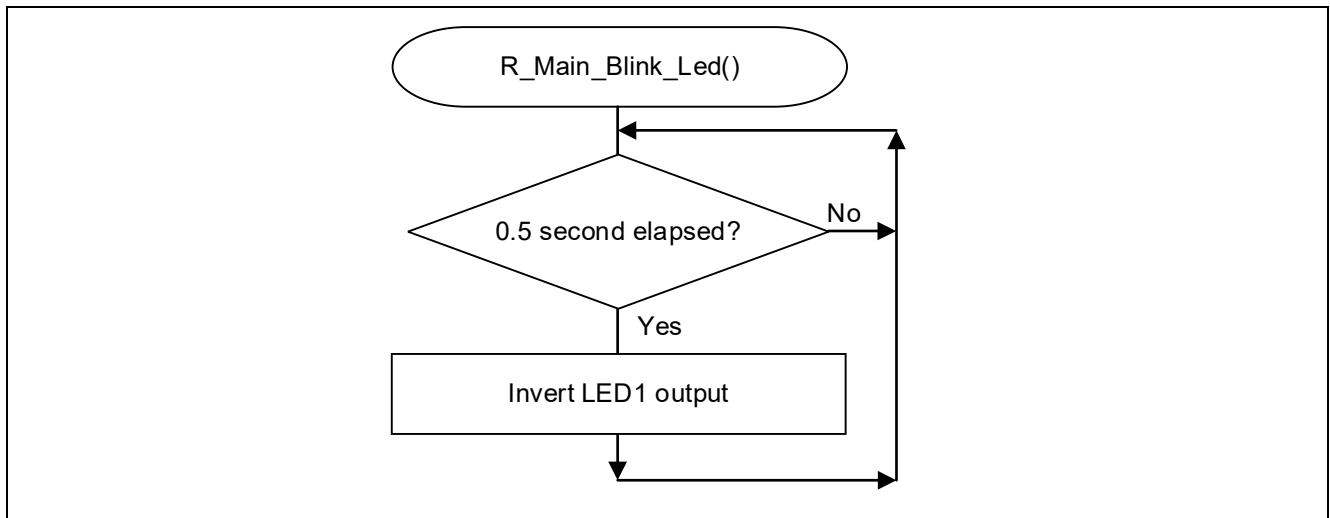 R_Main_Blink_Led()
0.5 second elapsed?
No
Yes
Invert LED1 output